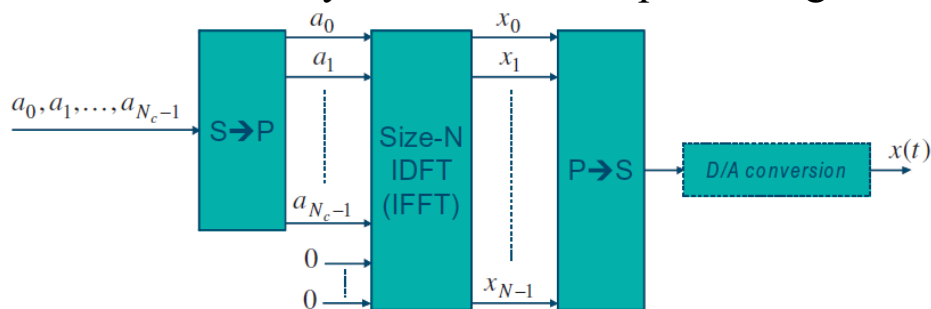 a_0, a_1, …, a_{N_c−1}
S➔P
a_0
a_1
a_{N_c−1}
0
0
Size-N
IDFT
(IFFT)
x_0
x_1
x_{N−1}
P➔S
D/A conversion
x(t)